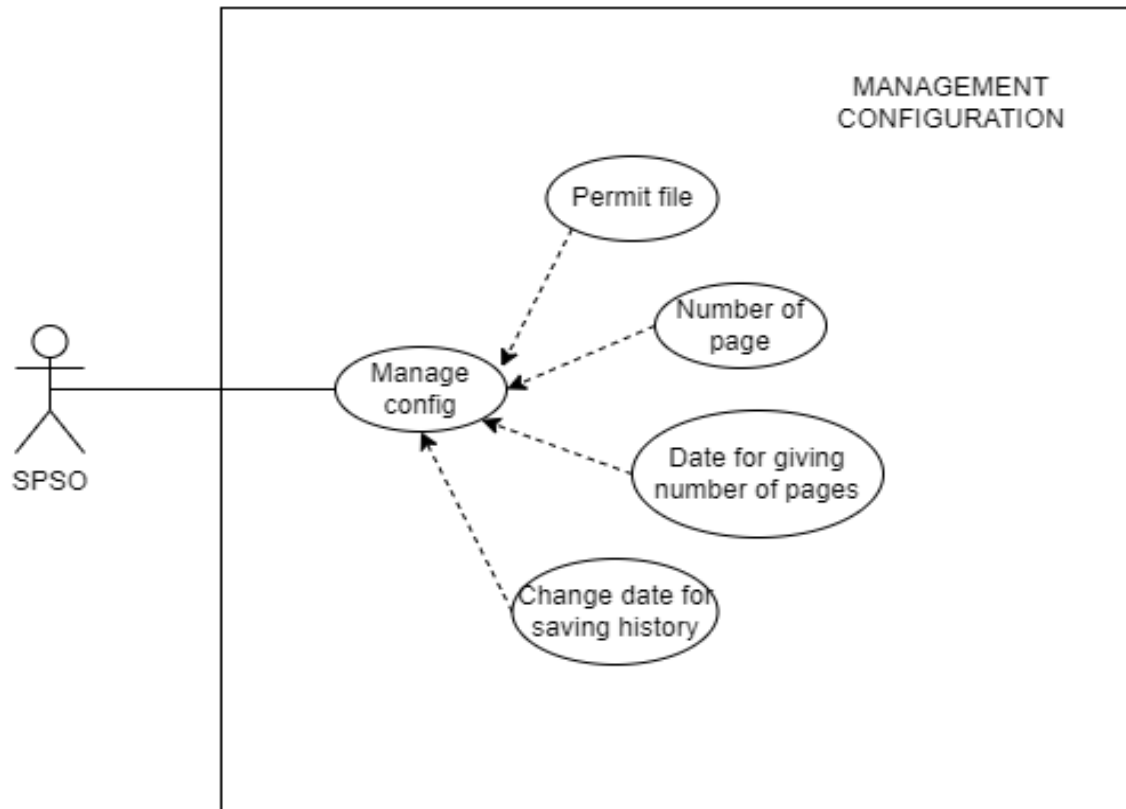 MANAGEMENT
CONFIGURATION
Permit file
Number of
page
Manage
config
Date for giving
number of pages
SPSO
Change date for
saving history